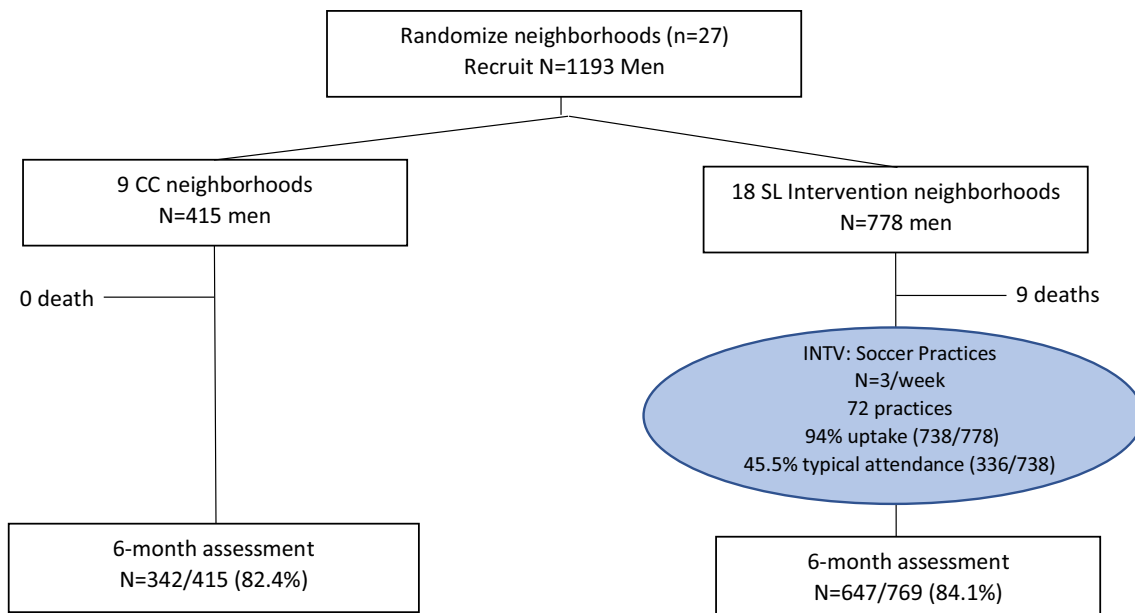 Randomize neighborhoods (n=27)
Recruit N=1193 Men
9 CC neighborhoods
N=415 men
18 SL Intervention neighborhoods
N=778 men
0 death
9 deaths
INTV: Soccer Practices
N=3/week
72 practices
94% uptake (738/778)
45.5% typical attendance (336/738)
6-month assessment
N=342/415 (82.4%)
6-month assessment
N=647/769 (84.1%)